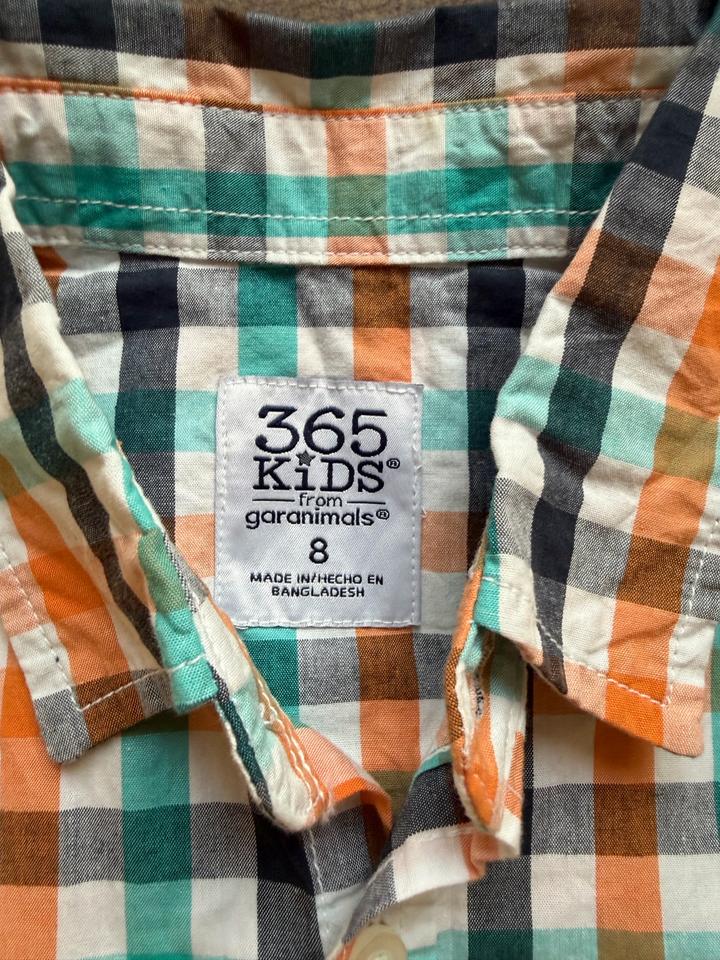 365
KiDS®
from
garanimals®
8
MADE IN/HECHO EN
BANGLADESH